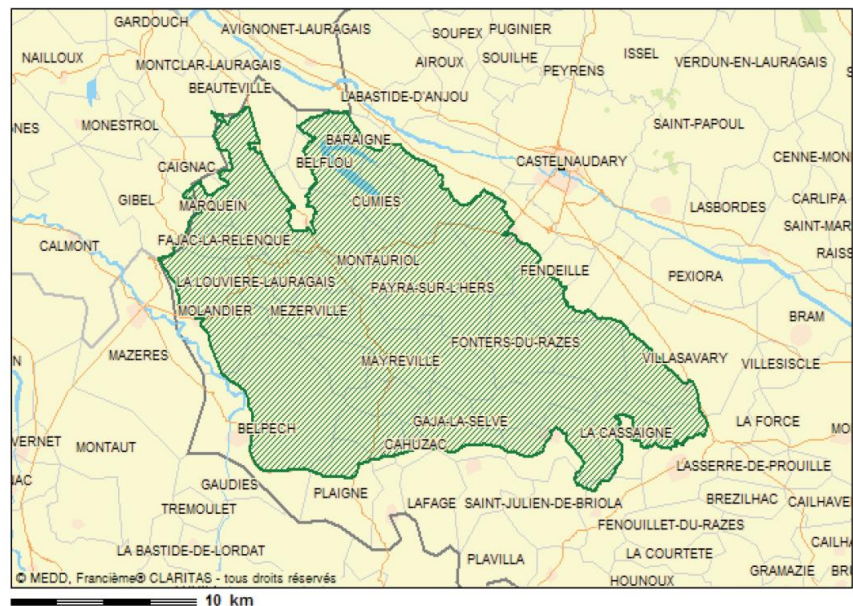 GARDOUCH
AVIGNONET-LAURAGAIS
SOUPEX
PUGINIER
NAILLOUX
MONTCLAR-LAURAGAIS
AIROUX
SOUILHE
ISSEL
VERDUN-EN-LAURAGAIS
PEYRENS
BEAUTEVILLE
LABASTIDE-D'ANJOU
MONESTROL
BARAIGNE
SAINT-PAPOUL
CAIGNAC
BELFLOU
CASTELNAUDARY
CENNE-MON
GIBEL
MARQUEIN
CUMIES
LASBORDES
CARLIPA
SAINT-MAR
CALMONT
FAJAC-LA-RELENQUE
RAISS
MONTAURIOL
FENDEILLE
PEXIORA
LA LOUVIERE-LAURAGAIS
PAYRA-SUR-L'HERS
MOLANDIER
MEZERVILLE
BRAM
FONTERS-DU-RAZES
MAZERES
MAYREVILLE
VILLASAVARY
VILLESISCLE
BELPECH
GAJA-LA-SELVE
LA FORCE
VERNET
MONTAUT
CAHUZAC
LA CASSAIGNE
MO
NAC
LASSERRE-DE-PROUILLE
GAUDIES
PLAIGNE
LAFAGE
SAINT-JULIEN-DE-BRIOLA
BREZILHAC
CAILHAVE
TREMOULET
FENOUILLET-DU-RAZES
LA BASTIDE-DE-LORDAT
PLAVILLA
LA COURTETE
CAILHA
GRAMAZIE
BRU
HOUNOUX
© MEDD, Francième® CLARITAS - tous droits réservés
10 km